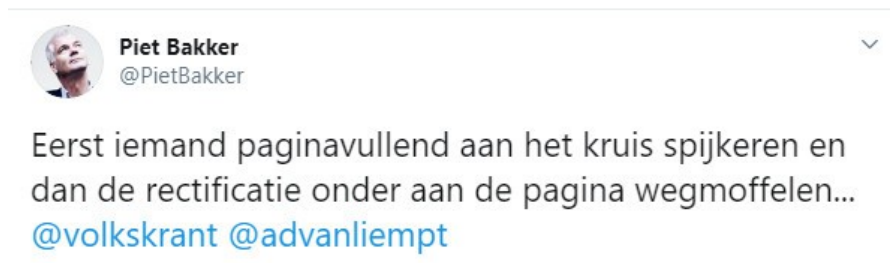 Piet Bakker
@PietBakker
Eerst iemand paginavullend aan het kruis spijkeren en
dan de rectificatie onder aan de pagina wegmoffelen...
@volkskrant @advanliempt